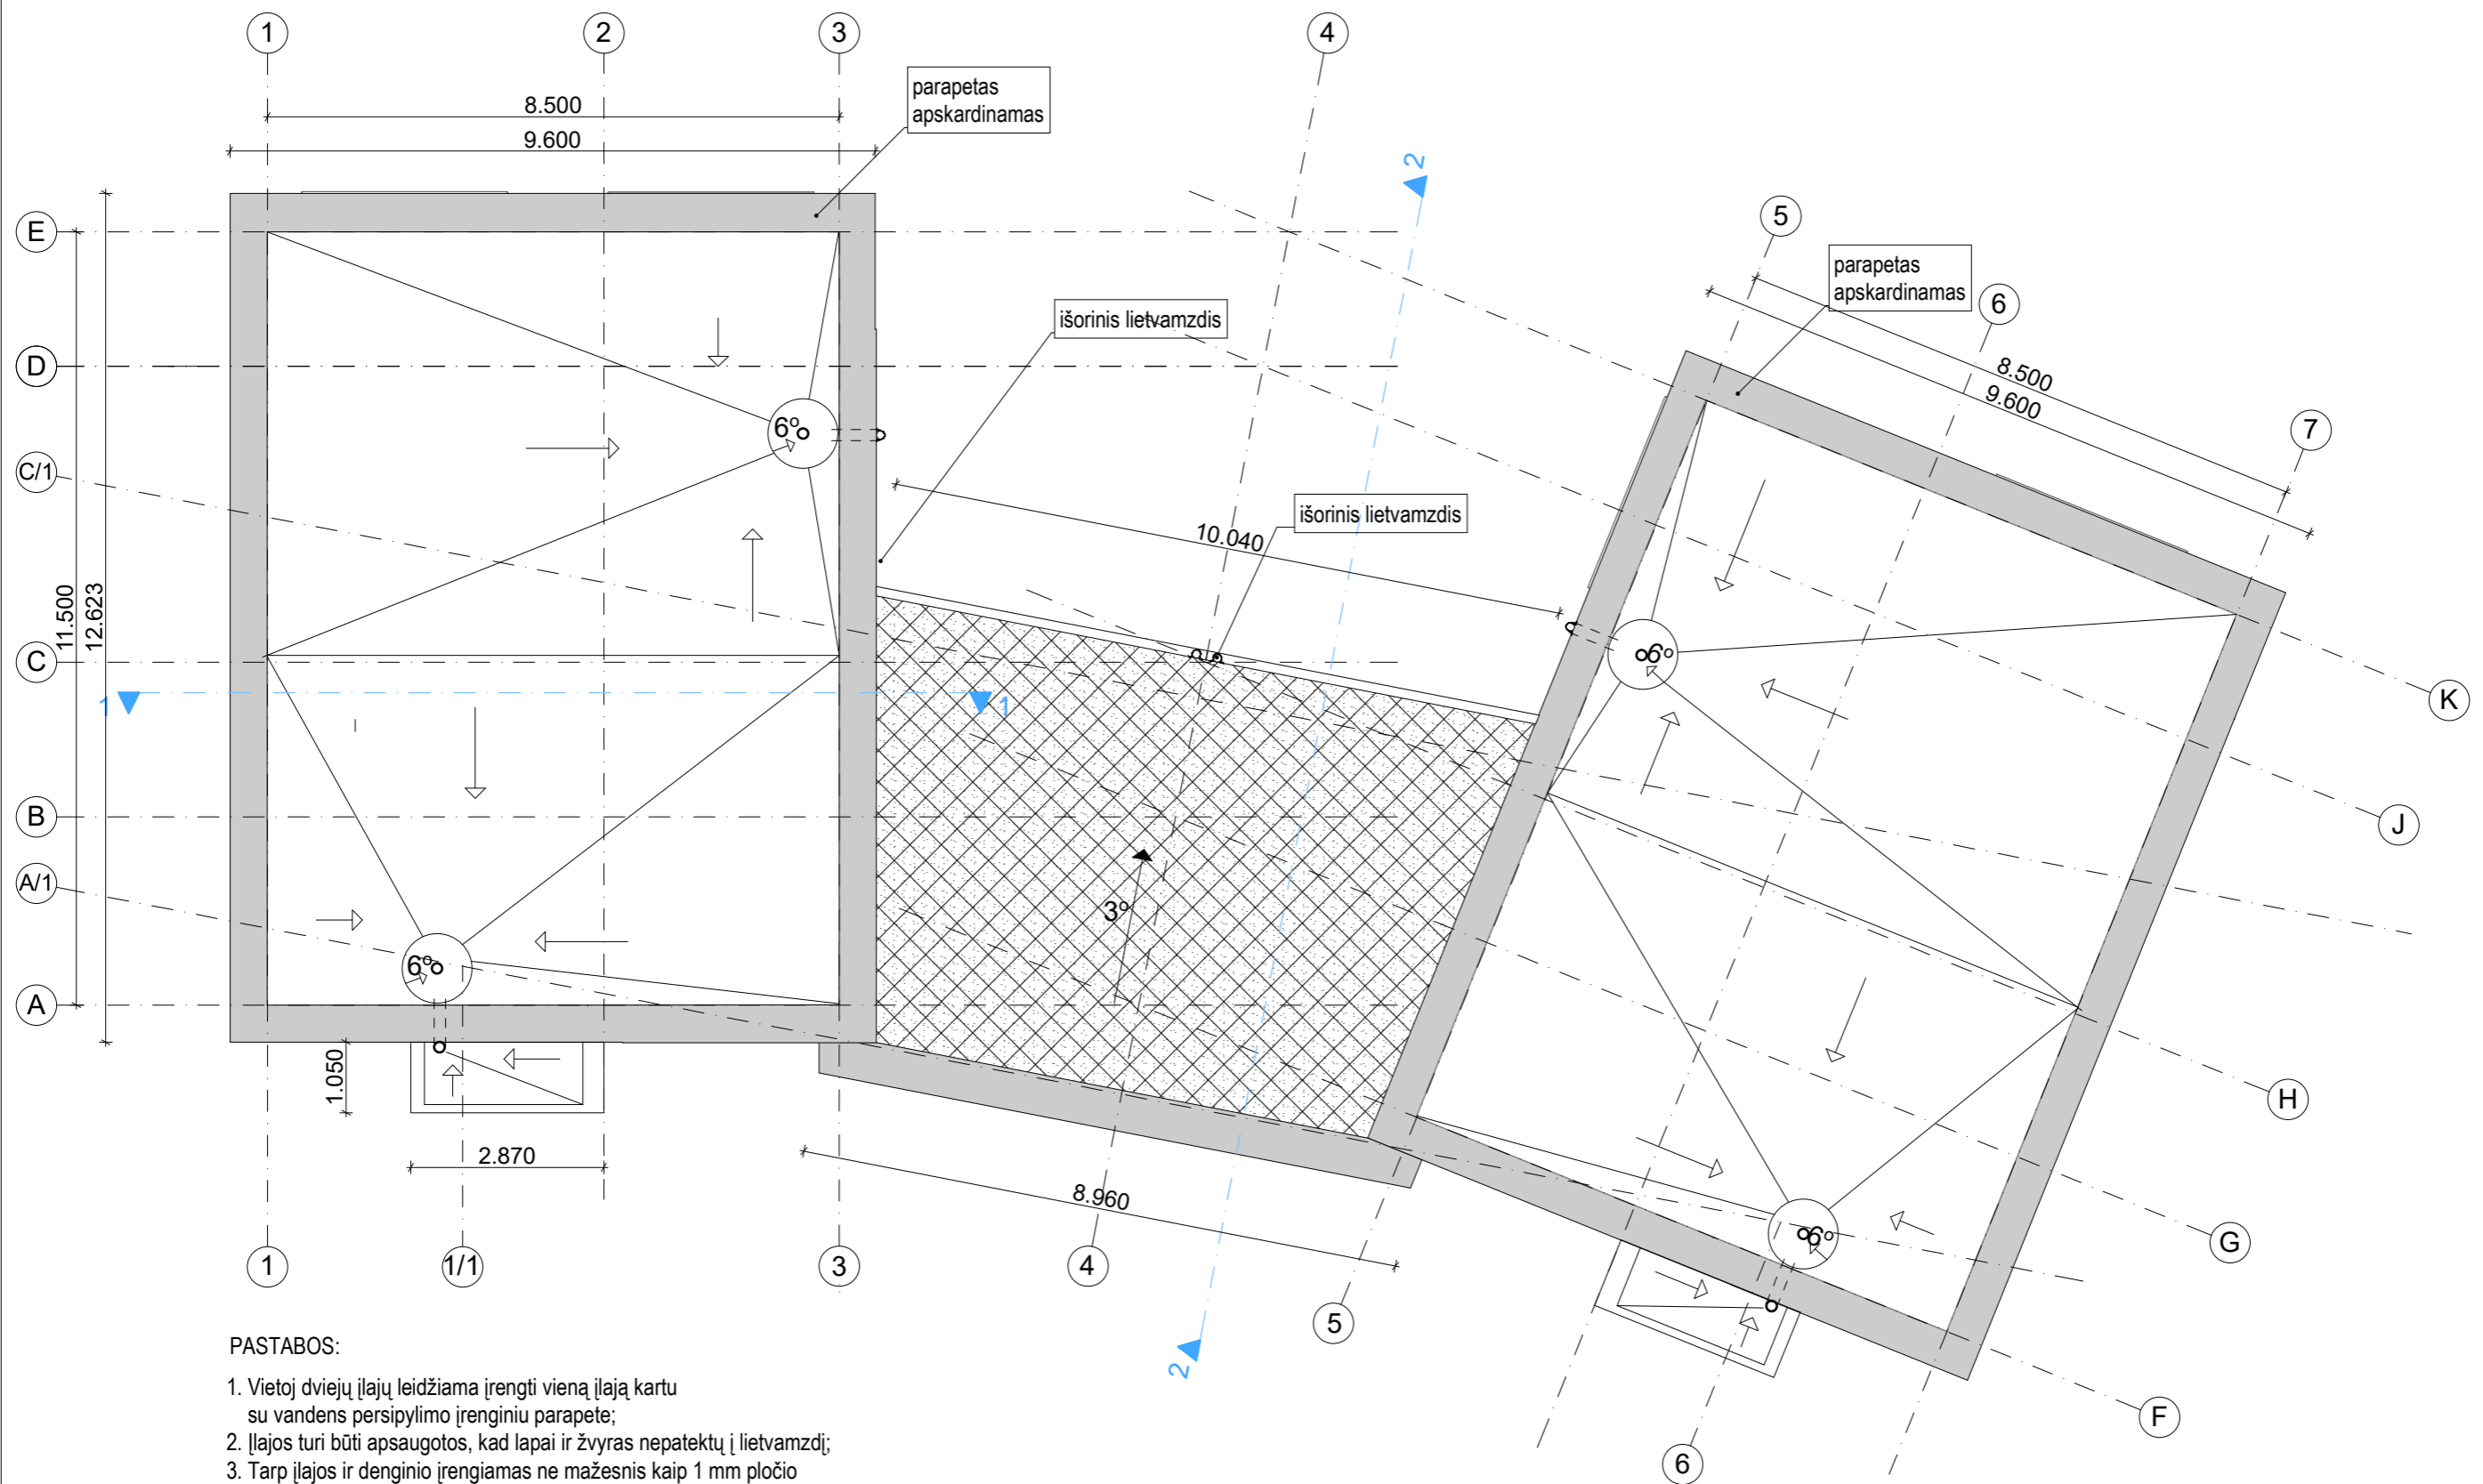 1
2
3
4
8.500
parapetas
apskardinamas
9.600
2
5
E
parapetas
apskardinamas
6
išorinis lietvamzdis
D
8.500
9.600
7
6°
C/1
išorinis lietvamzdis
10.040
11.500
12.623
6°
C
K
1
1
B
J
A/1
3°
6°
A
1.050
H
2.870
8.960
6°
G
1
1/1
3
4
5
2
F
6
PASTABOS:
1. Vietoj dviejų įlajų leidžiama įrengti vieną įlają kartu
su vandens persipylimo įrenginiu parapete;
2. Įlajos turi būti apsaugotos, kad lapai ir žvyras nepatektų į lietvamzdį;
3. Tarp įlajos ir denginio įrengiamas ne mažesnis kaip 1 mm pločio